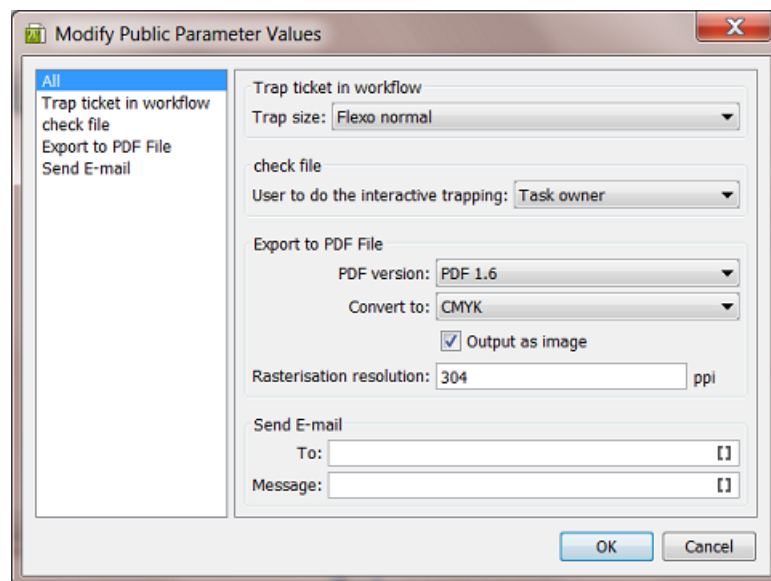 Modify Public Parameter Values
All
Trap ticket in workflow
check file
Export to PDF File
Send E-mail
Trap ticket in workflow
Trap size: Flexo normal
check file
User to do the interactive trapping: Task owner
Export to PDF File
PDF version: PDF 1.6
Convert to: CMYK
Output as image
Rasterisation resolution: 304 ppi
Send E-mail
To: []
Message: []
OK Cancel